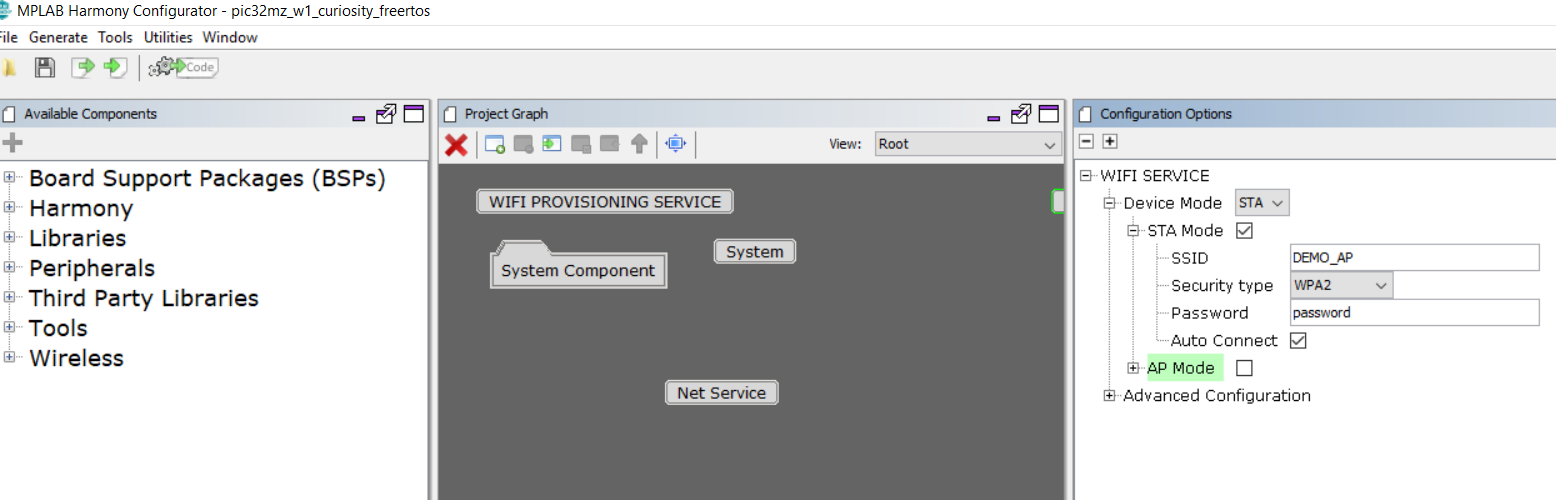 MPLAB Harmony Configurator - pic32mz_w1_curiosity_freertos
File Generate Tools Utilities Window
Code
Available Components
Project Graph
Configuration Options
View: Root
Board Support Packages (BSPs)
Harmony
Libraries
Peripherals
Third Party Libraries
Tools
Wireless
WIFI PROVISIONING SERVICE
System Component
System
Net Service
WIFI SERVICE
Device Mode STA
STA Mode
SSID DEMO_AP
Security type WPA2
Password password
Auto Connect
AP Mode
Advanced Configuration